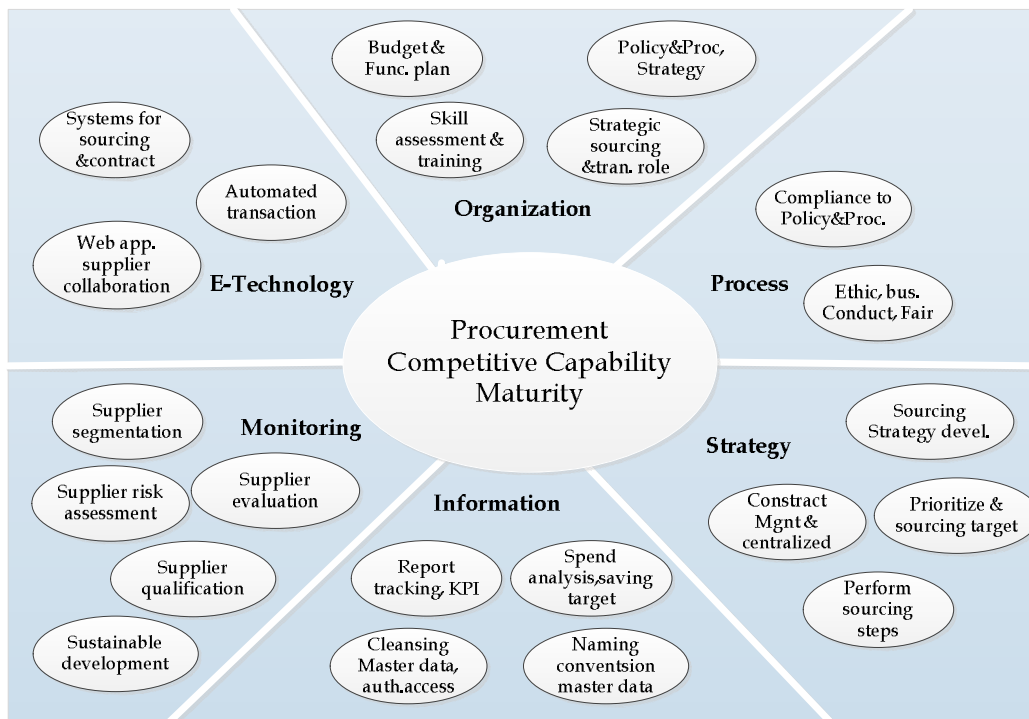 Budget &
Func. plan
Policy&Proc,
Strategy
Skill
assessment &
training
Strategic
sourcing
&tran. role
Organization
Systems for
sourcing
&contract
Automated
transaction
Web app.
supplier
collaboration
E-Technology
Compliance to
Policy&Proc.
Process
Ethic, bus.
Conduct, Fair
Procurement
Competitive Capability
Maturity
Supplier
segmentation
Monitoring
Supplier risk
assessment
Supplier
evaluation
Supplier
qualification
Sustainable
development
Information
Report
tracking, KPI
Spend
analysis,saving
target
Cleansing
Master data,
auth.access
Naming
conventsion
master data
Strategy
Sourcing
Strategy devel.
Constract
Mgnt &
centralized
Prioritize &
sourcing target
Perform
sourcing
steps